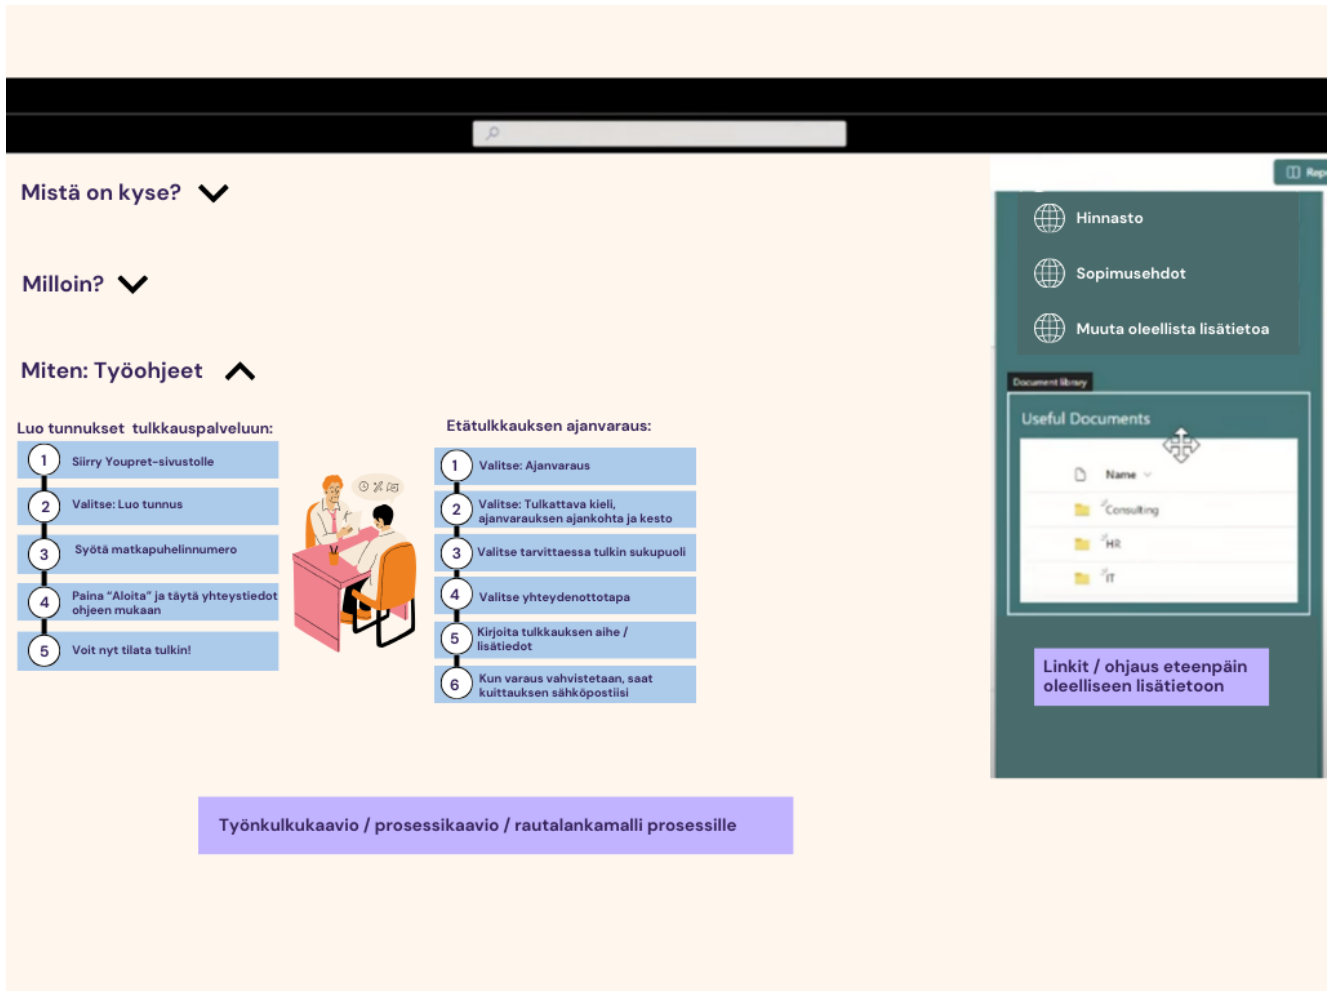 Mistä on kyse?
Milloin?
Miten: Työohjeet
Luo tunnukset tulkkauspalveluun:
1 Siirry Youpret-sivustolle
2 Valitse: Luo tunnus
3 Syötä matkapuhelinnumero
4 Paina "Aloita" ja täytä yhteystiedot
ohjeen mukaan
5 Voit nyt tilata tulkin!
Etätulkkauksen ajanvaraus:
1 Valitse: Ajanvaraus
2 Valitse: Tulkattava kieli,
ajanvarauksen ajankohta ja kesto
3 Valitse tarvittaessa tulkin sukupuoli
4 Valitse yhteydenottotapa
5 Kirjoita tulkkauksen aihe /
lisätiedot
6 Kun varaus vahvistetaan, saat
kuittauksen sähköpostiisi
Työnkulkukaavio / prosessikaavio / rautalankamalli prosessille
Hinnasto
Sopimusehdot
Muuta oleellista lisätietoa
Document library
Useful Documents
Name
Consulting
HR
IT
Linkit / ohjaus eteenpäin
oleelliseen lisätietoon